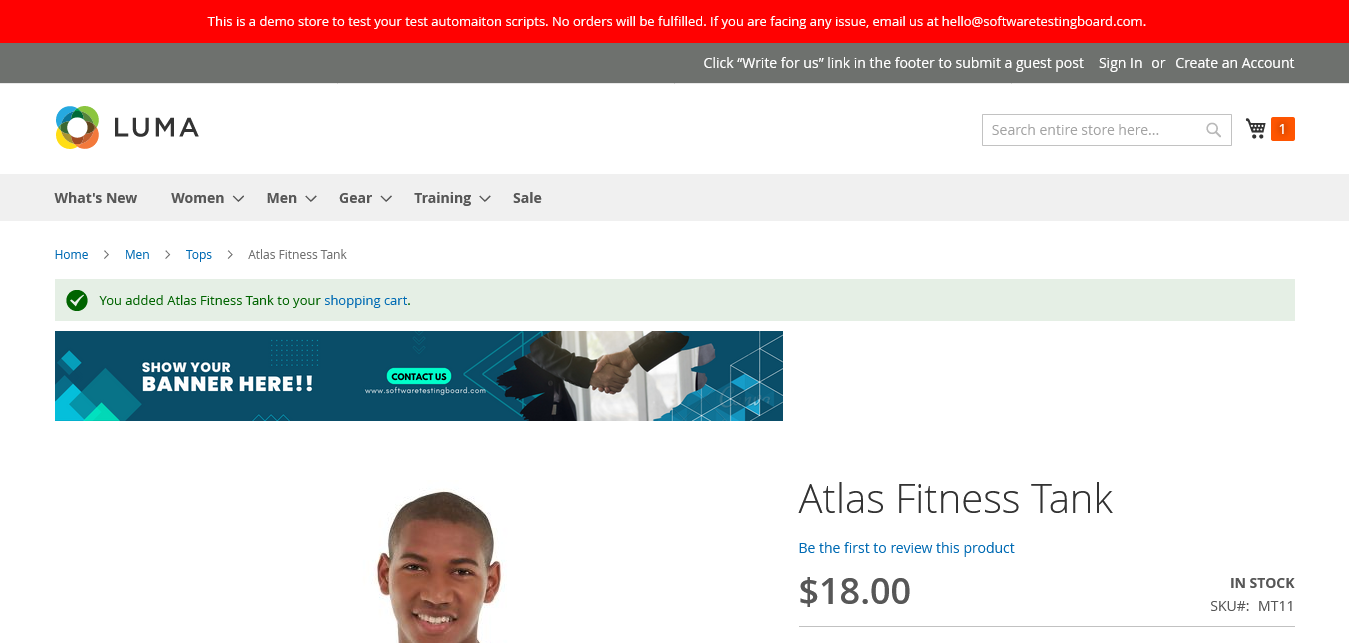 This is a demo store to test your test automaiton scripts. No orders will be fulfilled. If you are facing any issue, email us at hello@softwaretestingboard.com.
Click “Write for us” link in the footer to submit a guest post Sign In or Create an Account
LUMA
Search entire store here...
1
What's New Women Men Gear Training Sale
Home Men Tops Atlas Fitness Tank
You added Atlas Fitness Tank to your shopping cart.
SHOW YOUR
BANNER HERE!!
CONTACT US
www.softwaretestingboard.com
Atlas Fitness Tank
Be the first to review this product
$18.00
IN STOCK
SKU#: MT11